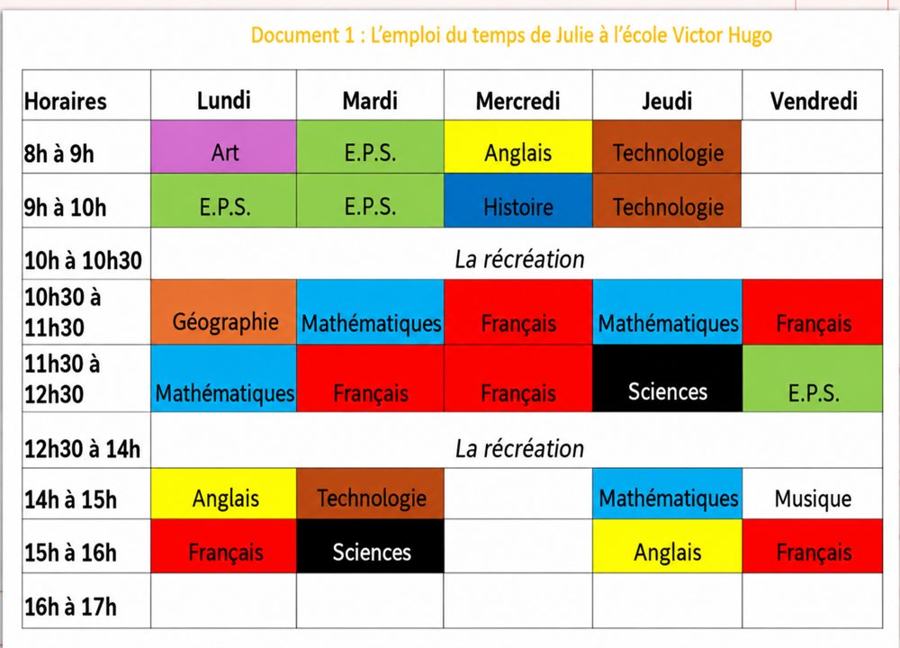 Document 1 : L’emploi du temps de Julie à l’école Victor Hugo
Horaires Lundi Mardi Mercredi Jeudi Vendredi
8h à 9h Art E.P.S. Anglais Technologie
9h à 10h E.P.S. E.P.S. Histoire Technologie
10h à 10h30 La récréation
10h30 à
11h30 Géographie Mathématiques Français Mathématiques Français
11h30 à
12h30 Mathématiques Français Français Sciences E.P.S.
12h30 à 14h La récréation
14h à 15h Anglais Technologie Mathématiques Musique
15h à 16h Français Sciences Anglais Français
16h à 17h